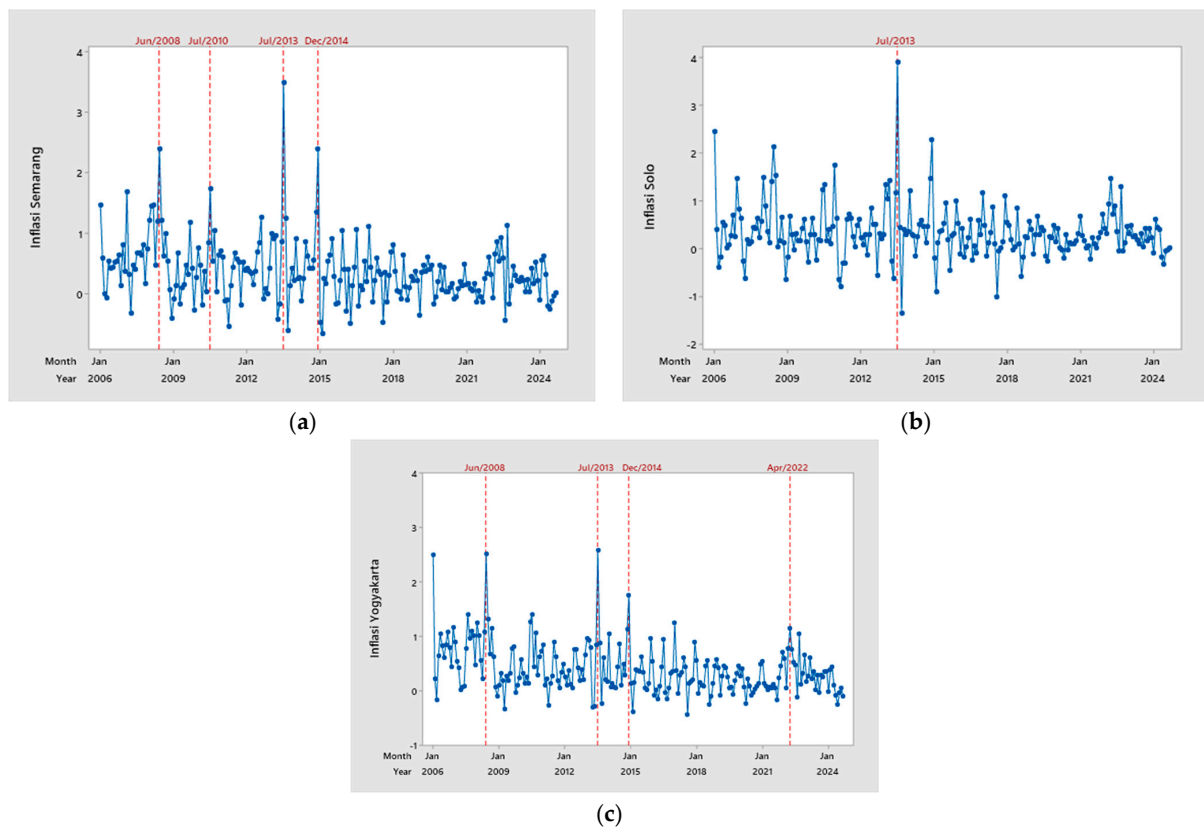 Jun/2008 Jul/2010 Jul/2013 Dec/2014
4
3
2
1
0
Inflasi Semarang
Month Jan Jan Jan Jan Jan Jan Jan
Year 2006 2009 2012 2015 2018 2021 2024
(a)
Jul/2013
4
3
2
1
0
-1
-2
Inflasi Solo
Month Jan Jan Jan Jan Jan Jan Jan
Year 2006 2009 2012 2015 2018 2021 2024
(b)
Jun/2008 Jul/2013 Dec/2014 Apr/2022
4
3
2
1
0
-1
Inflasi Yogyakarta
Month Jan Jan Jan Jan Jan Jan Jan
Year 2006 2009 2012 2015 2018 2021 2024
(c)